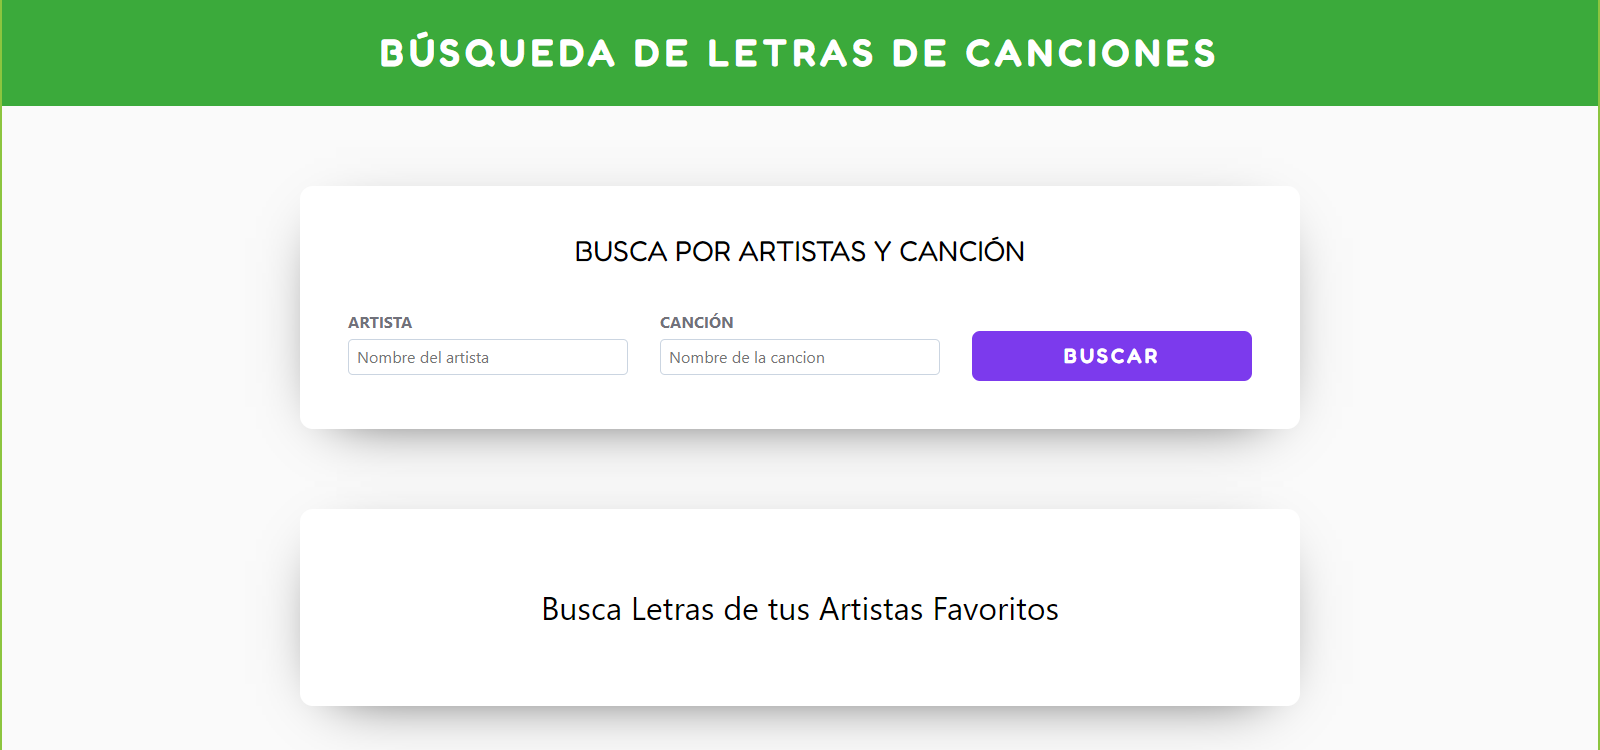 BÚSQUEDA DE LETRAS DE CANCIONES
BUSCA POR ARTISTAS Y CANCIÓN
ARTISTA
Nombre del artista
CANCIÓN
Nombre de la cancion
BUSCAR
Busca Letras de tus Artistas Favoritos